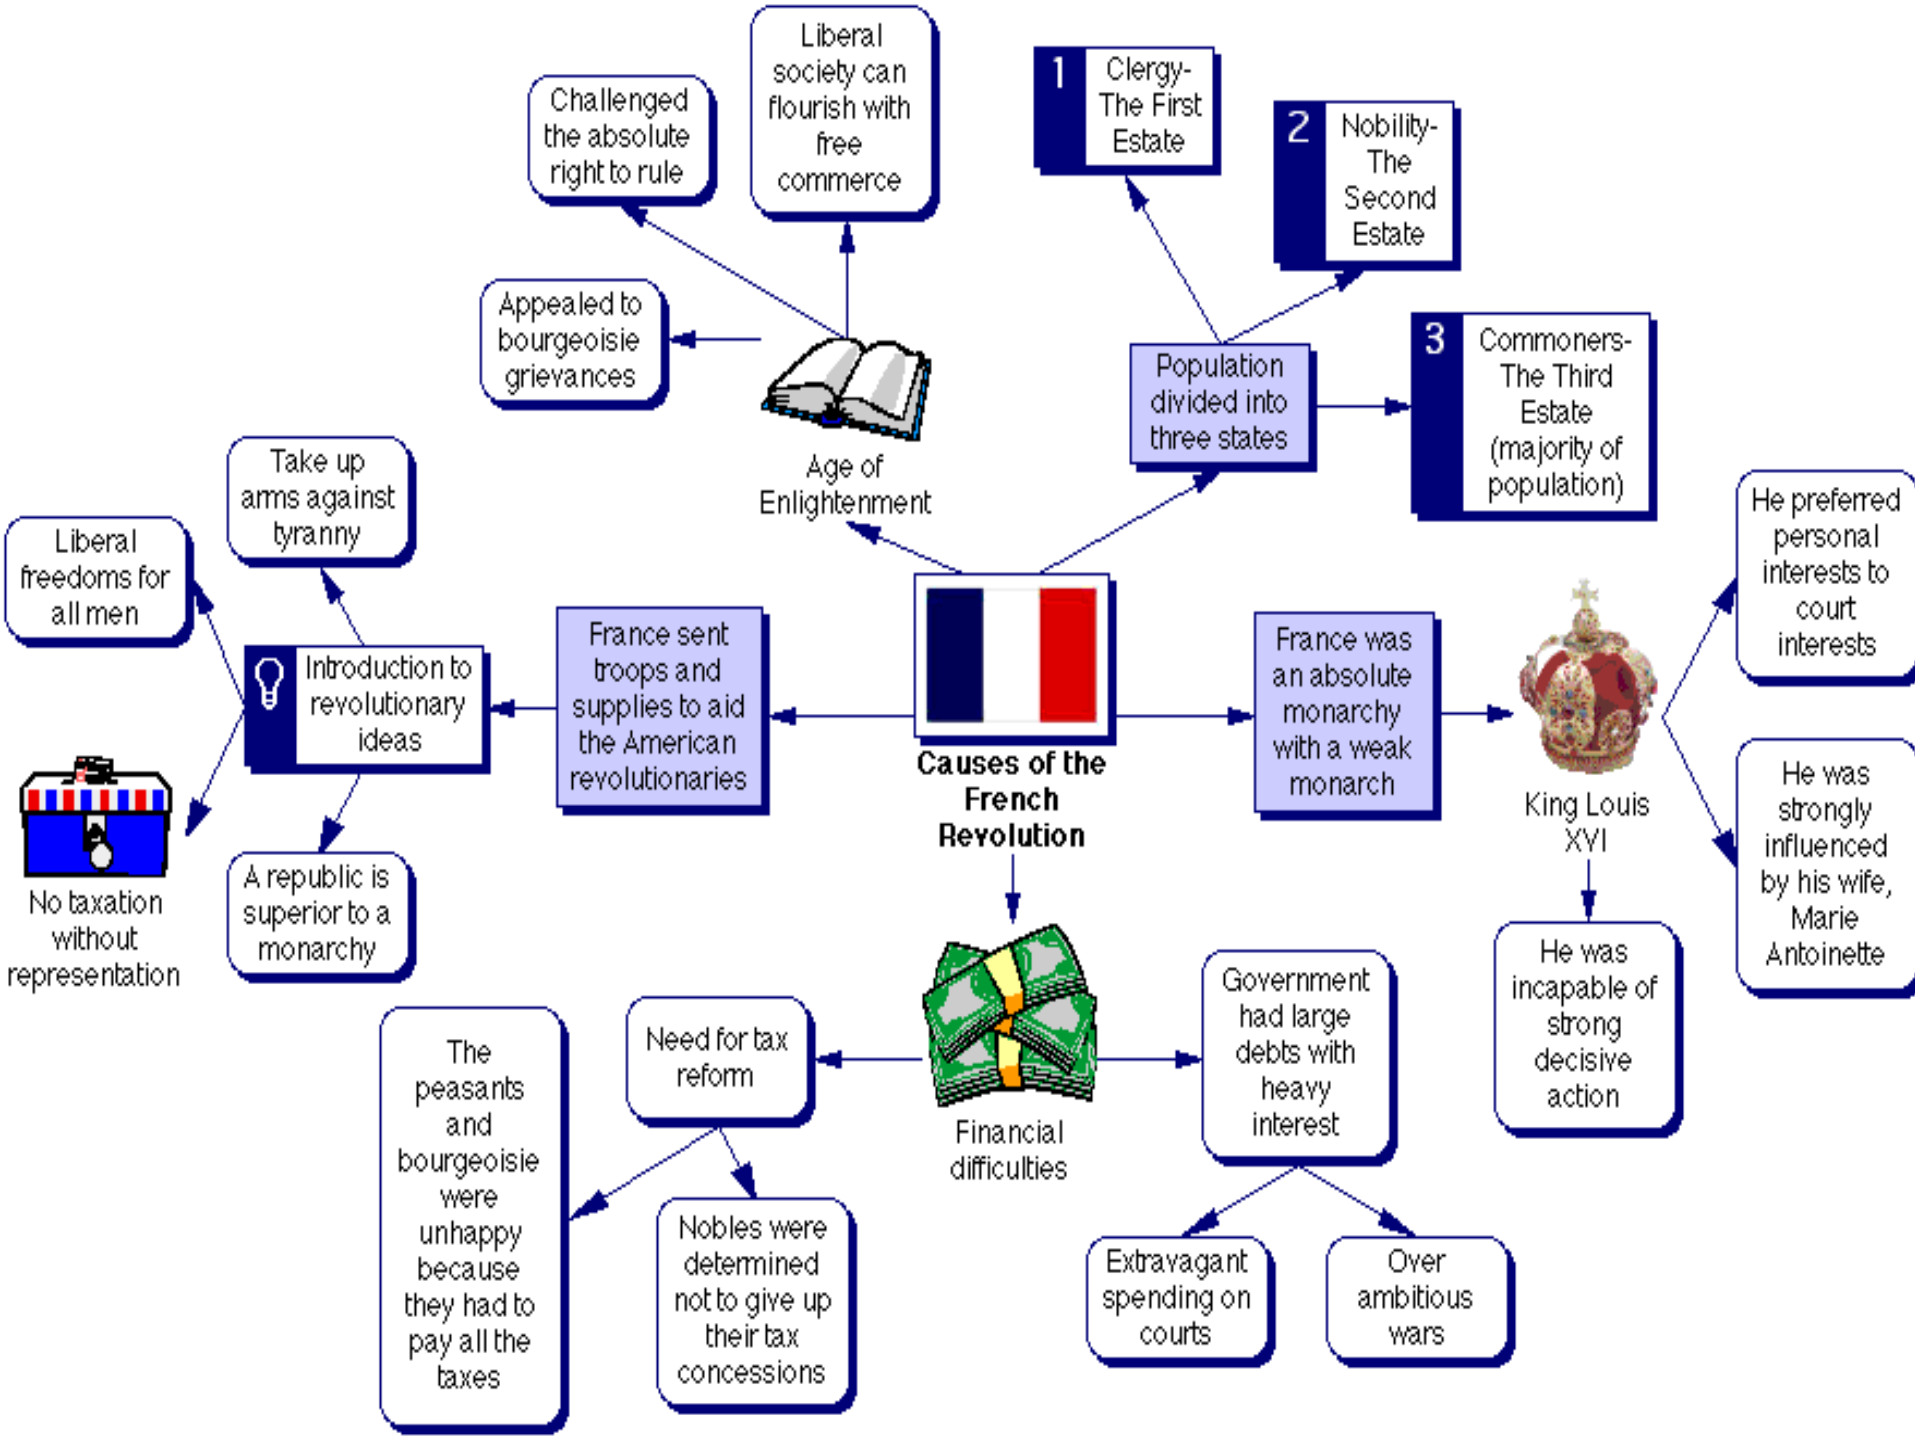 Liberal
society can
flourish with
free
commerce
Challenged
the absolute
right to rule
Appealed to
bourgeoisie
grievances
Age of
Enlightenment
1
Clergy-
The First
Estate
2
Nobility-
The
Second
Estate
3
Commoners-
The Third
Estate
(majority of
population)
Population
divided into
three states
Take up
arms against
tyranny
Liberal
freedoms for
all men
Introduction to
revolutionary
ideas
France sent
troops and
supplies to aid
the American
revolutionaries
No taxation
without
representation
A republic is
superior to a
monarchy
Causes of the
French
Revolution
France was
an absolute
monarchy
with a weak
monarch
King Louis
XVI
He preferred
personal
interests to
court
interests
He was
strongly
influenced
by his wife,
Marie
Antoinette
He was
incapable of
strong
decisive
action
Financial
difficulties
Need for tax
reform
The
peasants
and
bourgeoisie
were
unhappy
because
they had to
pay all the
taxes
Nobles were
determined
not to give up
their tax
concessions
Government
had large
debts with
heavy
interest
Extravagant
spending on
courts
Over
ambitious
wars